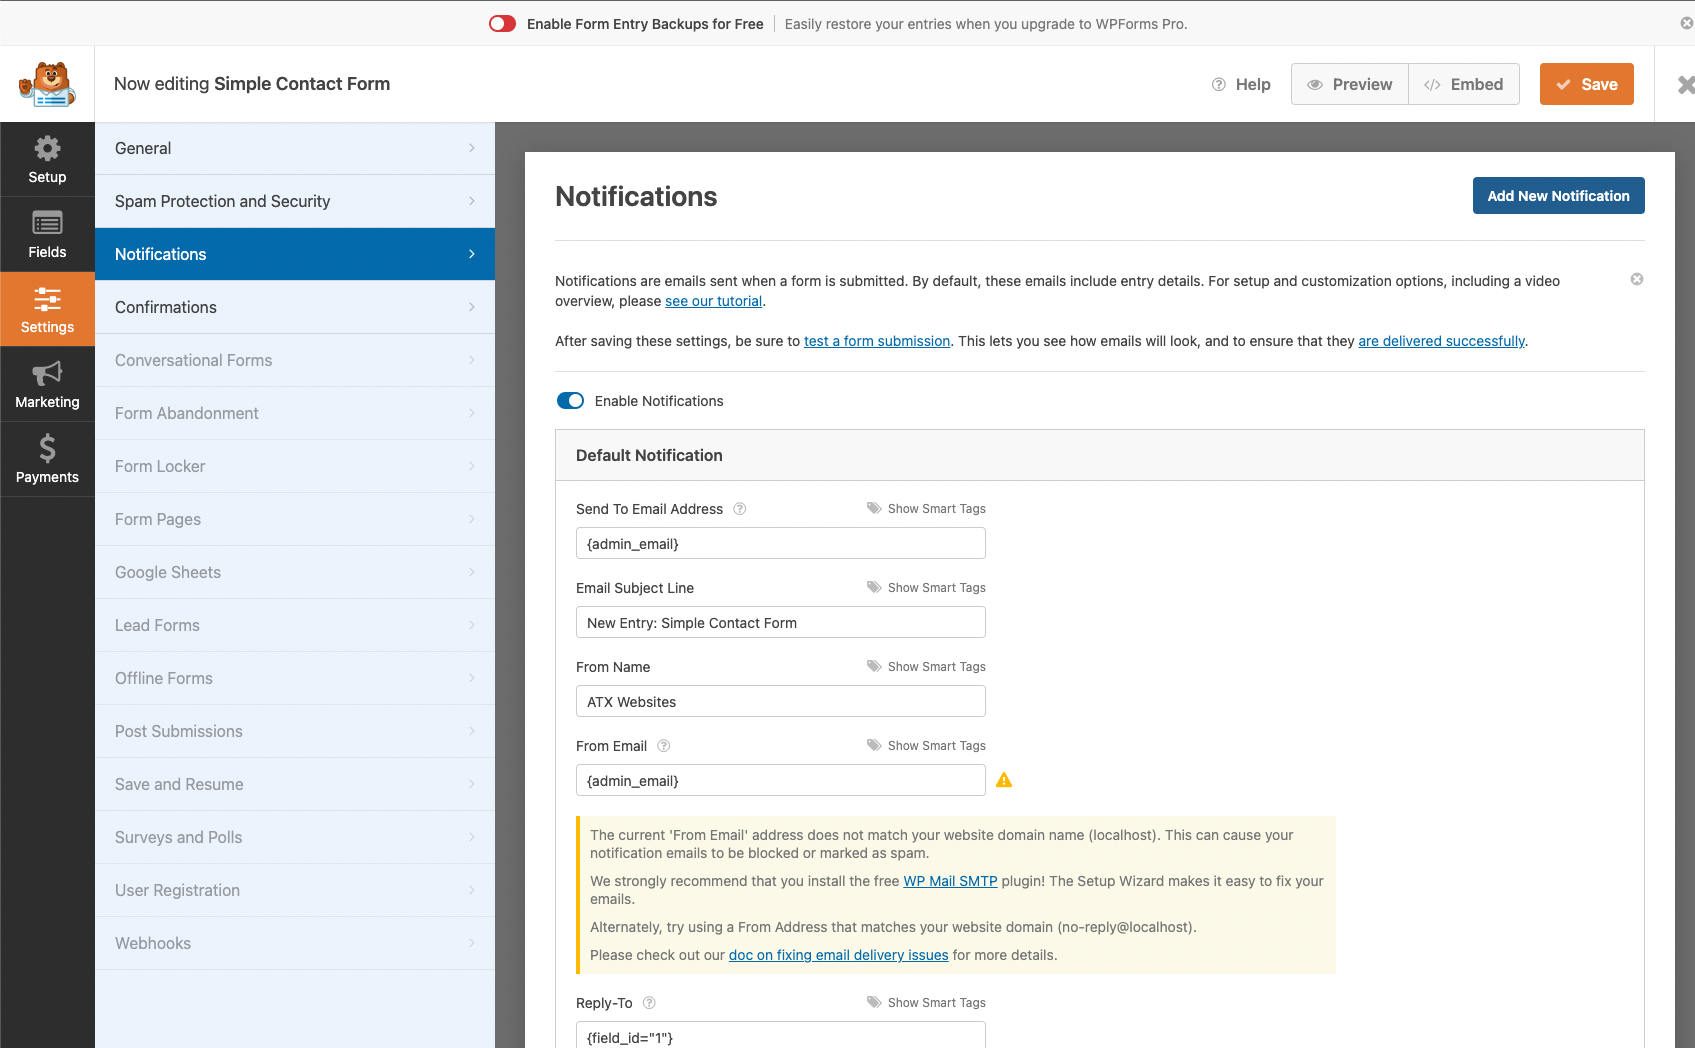 Enable Form Entry Backups for Free Easily restore your entries when you upgrade to WPForms Pro.
Now editing Simple Contact Form
Help
Preview
Embed
Save
Setup
Fields
Settings
Marketing
Payments
General
Spam Protection and Security
Notifications
Confirmations
Conversational Forms
Form Abandonment
Form Locker
Form Pages
Google Sheets
Lead Forms
Offline Forms
Post Submissions
Save and Resume
Surveys and Polls
User Registration
Webhooks
Notifications
Add New Notification
Notifications are emails sent when a form is submitted. By default, these emails include entry details. For setup and customization options, including a video
overview, please see our tutorial.
After saving these settings, be sure to test a form submission. This lets you see how emails will look, and to ensure that they are delivered successfully.
Enable Notifications
Default Notification
Send To Email Address
Show Smart Tags
{admin_email}
Email Subject Line
Show Smart Tags
New Entry: Simple Contact Form
From Name
Show Smart Tags
ATX Websites
From Email
Show Smart Tags
{admin_email}
The current 'From Email' address does not match your website domain name (localhost). This can cause your
notification emails to be blocked or marked as spam.
We strongly recommend that you install the free WP Mail SMTP plugin! The Setup Wizard makes it easy to fix your
emails.
Alternately, try using a From Address that matches your website domain (no-reply@localhost).
Please check out our doc on fixing email delivery issues for more details.
Reply-To
Show Smart Tags
{field_id="1"}